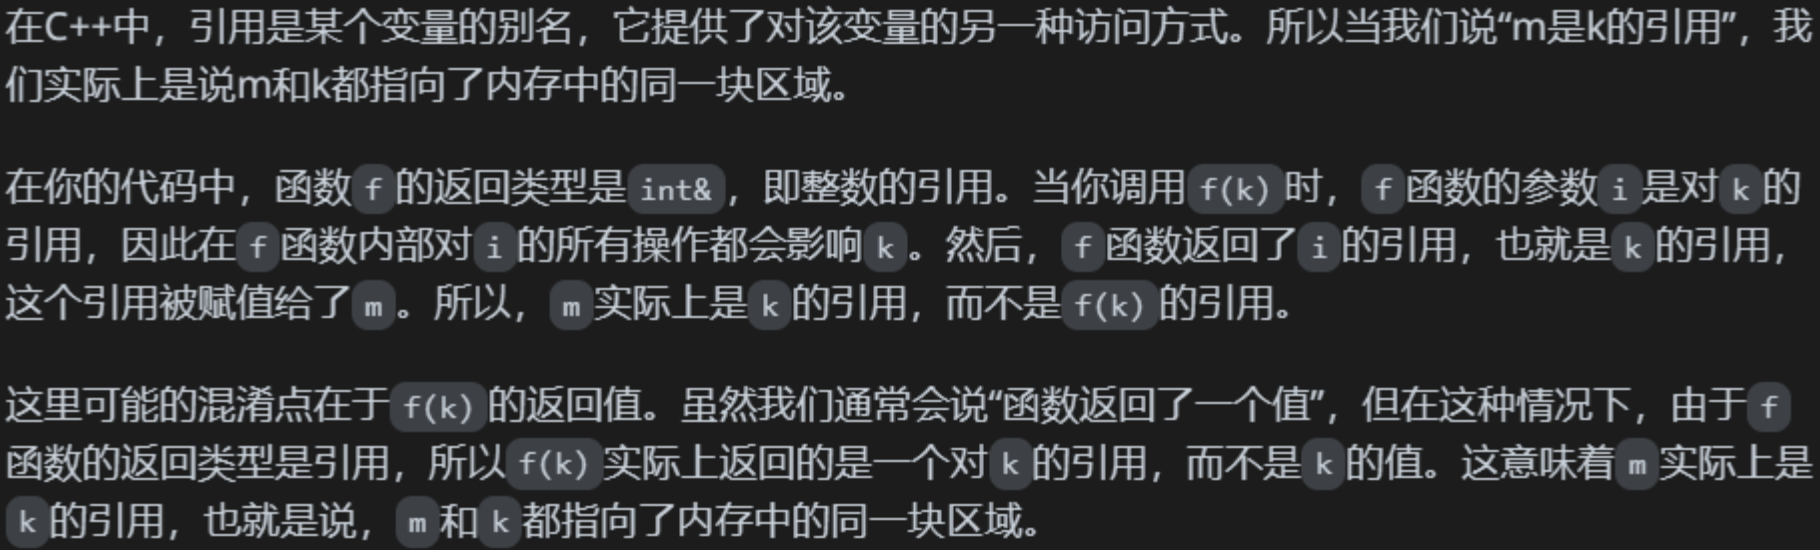 在C++中，引用是某个变量的别名，它提供了对该变量的另一种访问方式。所以当我们说“m是k的引用”，我
们实际上是说m和k都指向了内存中的同一块区域。
在你的代码中，函数 f 的返回类型是 int& ，即整数的引用。当你调用 f(k) 时， f 函数的参数 i 是对 k 的
引用，因此在 f 函数内部对 i 的所有操作都会影响 k 。然后， f 函数返回了 i 的引用，也就是 k 的引用，
这个引用被赋值给了 m 。所以， m 实际上是 k 的引用，而不是 f(k) 的引用。
这里可能的混淆点在于 f(k) 的返回值。虽然我们通常会说“函数返回了一个值”，但在这种情况下，由于 f
函数的返回类型是引用，所以 f(k) 实际上返回的是一个对 k 的引用，而不是 k 的值。这意味着 m 实际上是
k 的引用，也就是说， m 和 k 都指向了内存中的同一块区域。